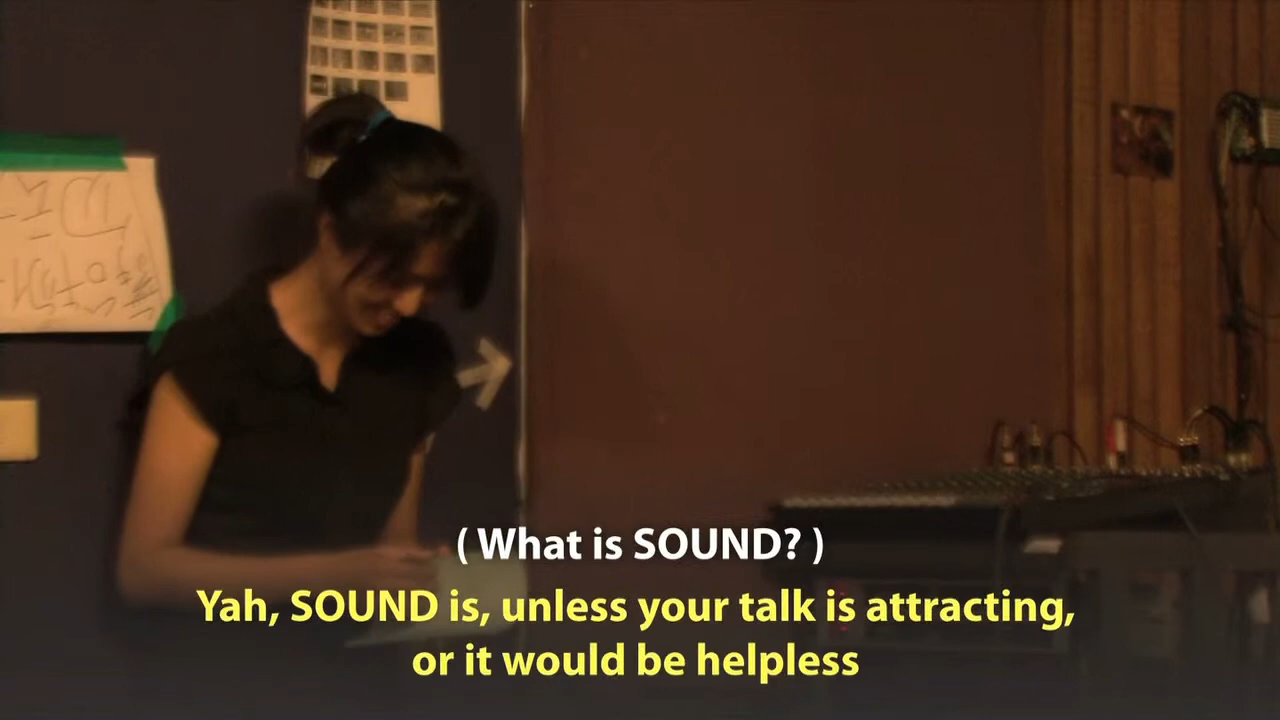 ( What is SOUND? )
Yah, SOUND is, unless your talk is attracting,
or it would be helpless